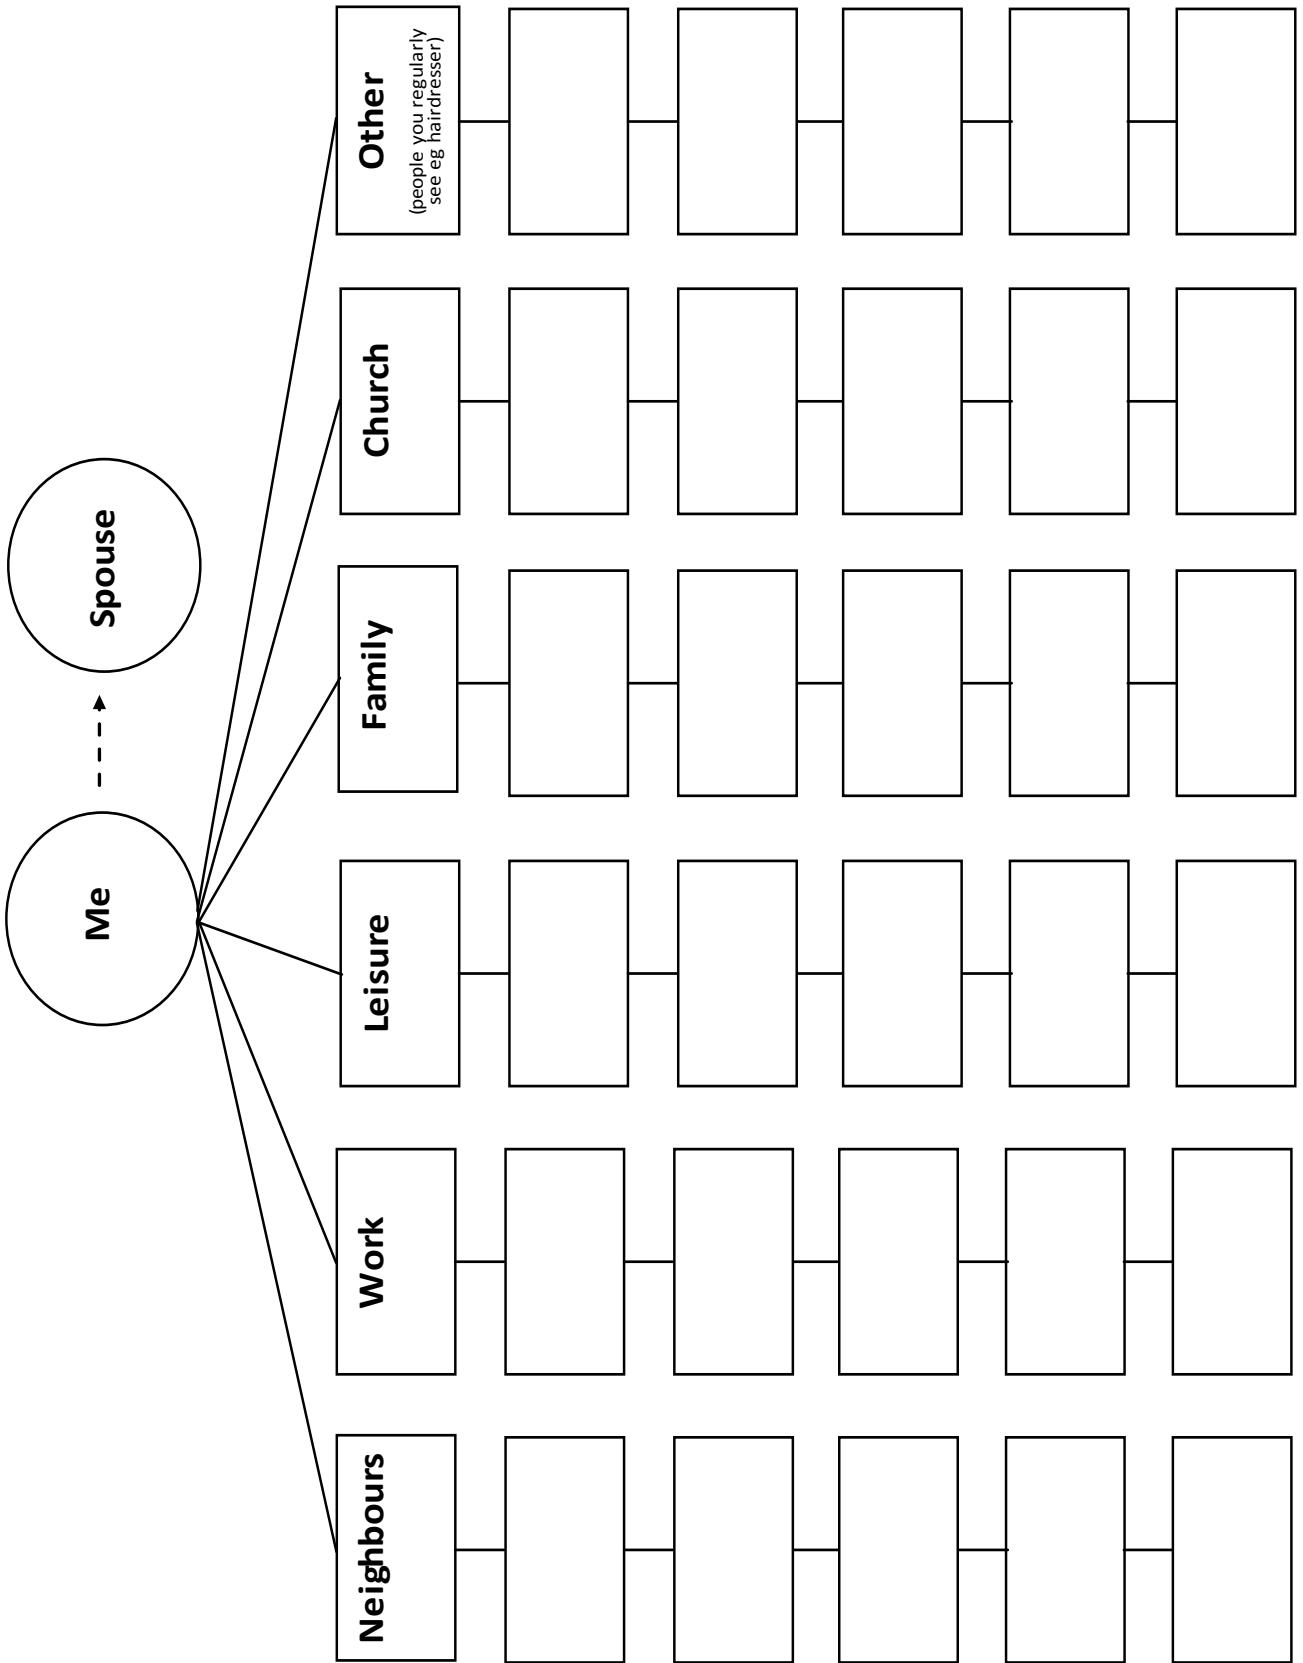 Me
Spouse
Neighbours
Work
Leisure
Family
Church
Other
(people you regularly
see eg hairdresser)